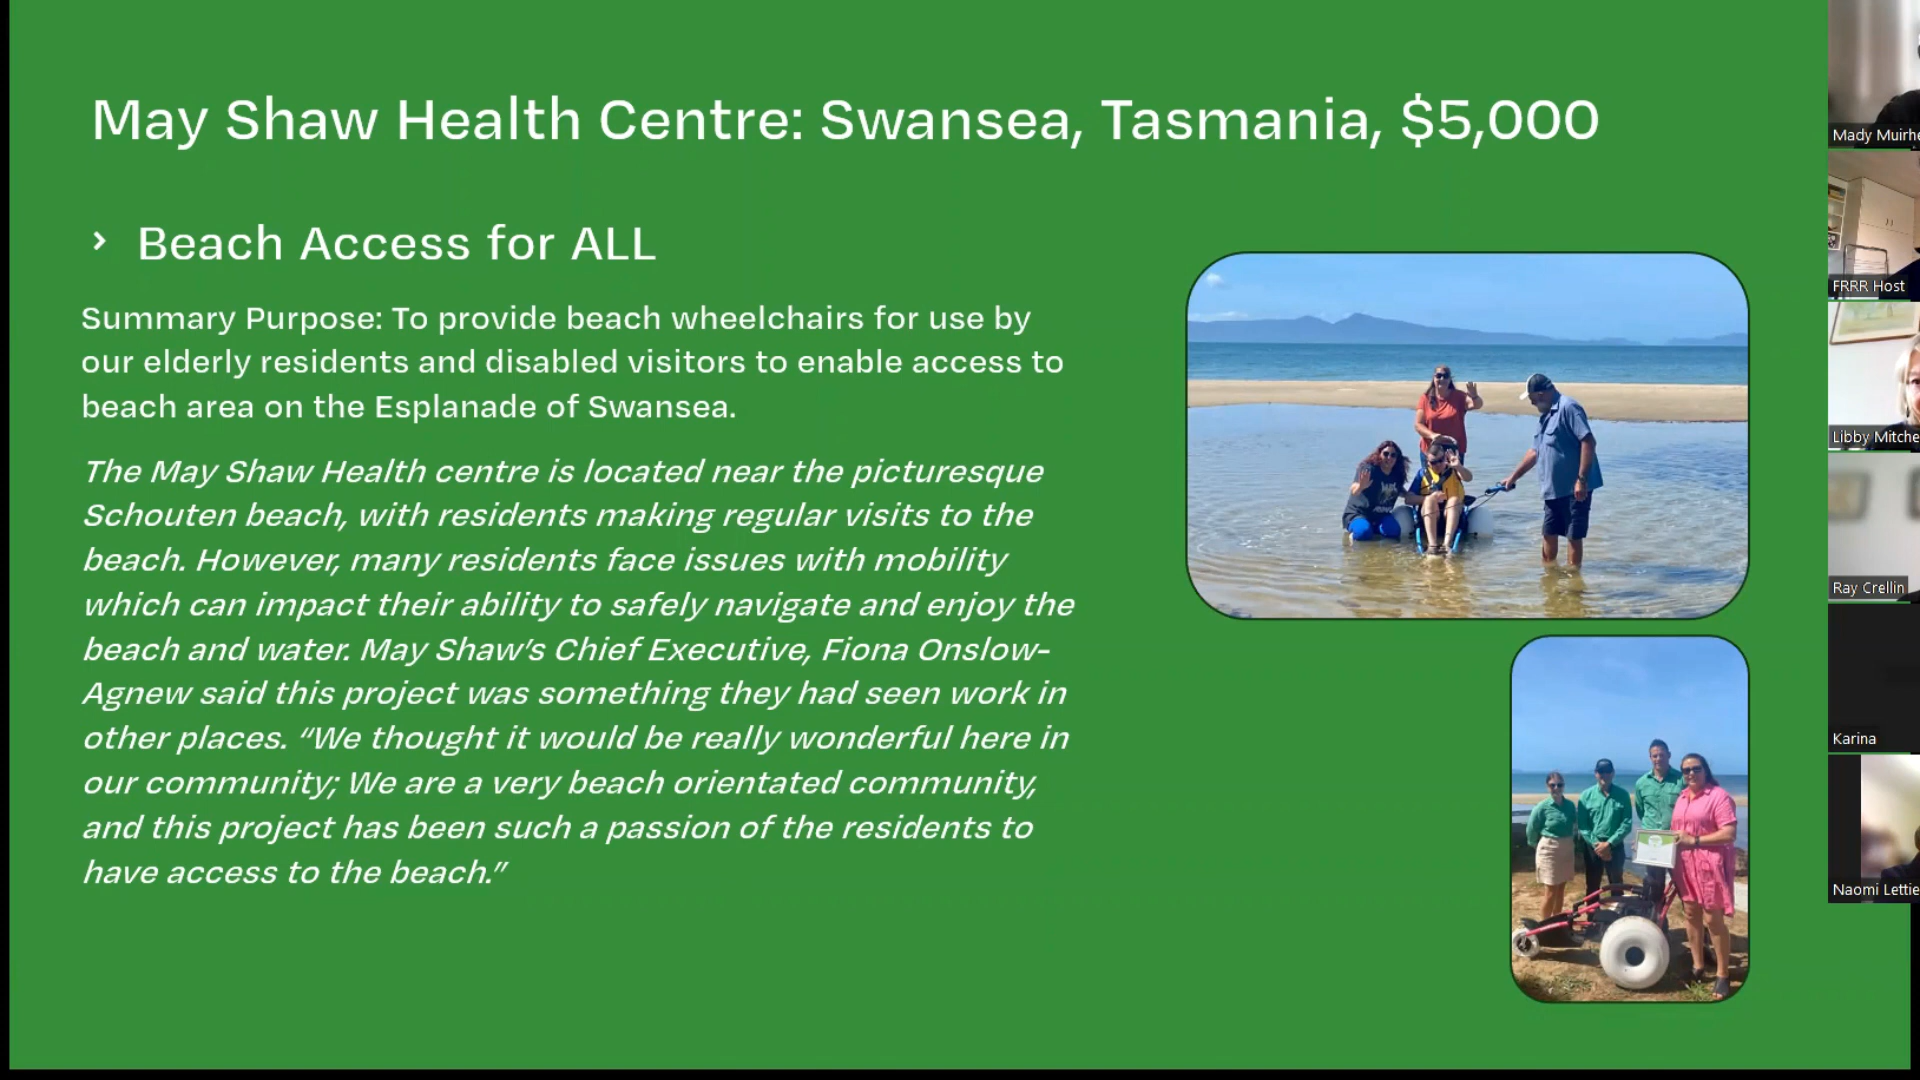 May Shaw Health Centre: Swansea, Tasmania, $5,000
Beach Access for ALL
Summary Purpose: To provide beach wheelchairs for use by
our elderly residents and disabled visitors to enable access to
beach area on the Esplanade of Swansea.
The May Shaw Health centre is located near the picturesque
Schouten beach, with residents making regular visits to the
beach. However, many residents face issues with mobility
which can impact their ability to safely navigate and enjoy the
beach and water. May Shaw’s Chief Executive, Fiona Onslow-
Agnew said this project was something they had seen work in
other places. “We thought it would be really wonderful here in
our community; We are a very beach orientated community,
and this project has been such a passion of the residents to
have access to the beach.”
Mady Muirhe
FRRR Host
Libby Mitche
Ray Crellin
Karina
Naomi Lettie